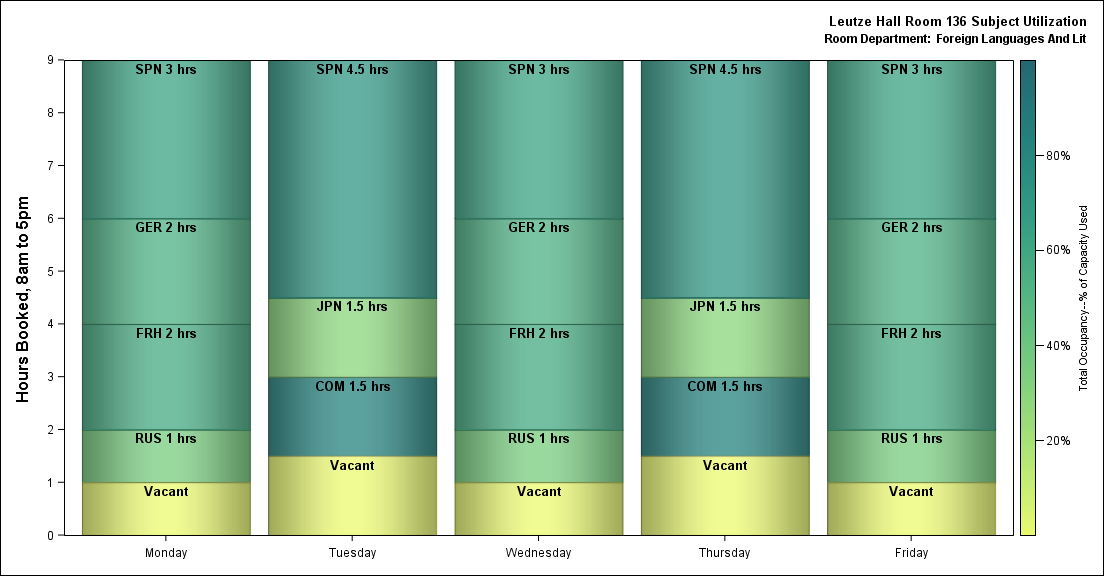 Leutze Hall Room 136 Subject Utilization
Room Department: Foreign Languages And Lit
Hours Booked, 8am to 5pm
9
8
7
6
5
4
3
2
1
0
SPN 3 hrs
GER 2 hrs
FRH 2 hrs
RUS 1 hrs
Vacant
SPN 4.5 hrs
JPN 1.5 hrs
COM 1.5 hrs
Vacant
SPN 3 hrs
GER 2 hrs
FRH 2 hrs
RUS 1 hrs
Vacant
SPN 4.5 hrs
JPN 1.5 hrs
COM 1.5 hrs
Vacant
SPN 3 hrs
GER 2 hrs
FRH 2 hrs
RUS 1 hrs
Vacant
Monday
Tuesday
Wednesday
Thursday
Friday
80%
60%
40%
20%
Total Occupancy--% of Capacity Used